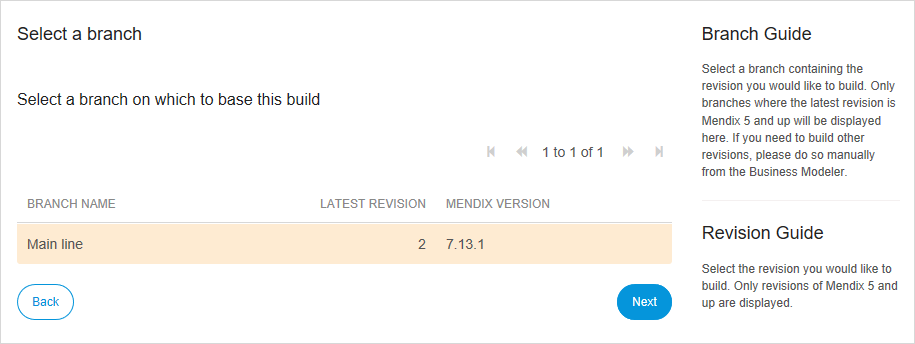 Select a branch
Select a branch on which to base this build
1 to 1 of 1
BRANCH NAME LATEST REVISION MENDIX VERSION
Main line 2 7.13.1
Back Next
Branch Guide
Select a branch containing the
revision you would like to build. Only
branches where the latest revision is
Mendix 5 and up will be displayed
here. If you need to build other
revisions, please do so manually
from the Business Modeler.
Revision Guide
Select the revision you would like to
build. Only revisions of Mendix 5 and
up are displayed.